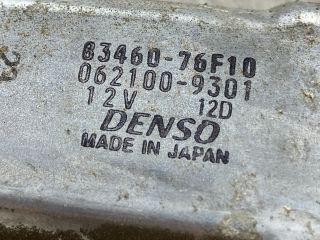 83460-76F10
062100-9301
12V 12D
DENSO
MADE IN JAPAN